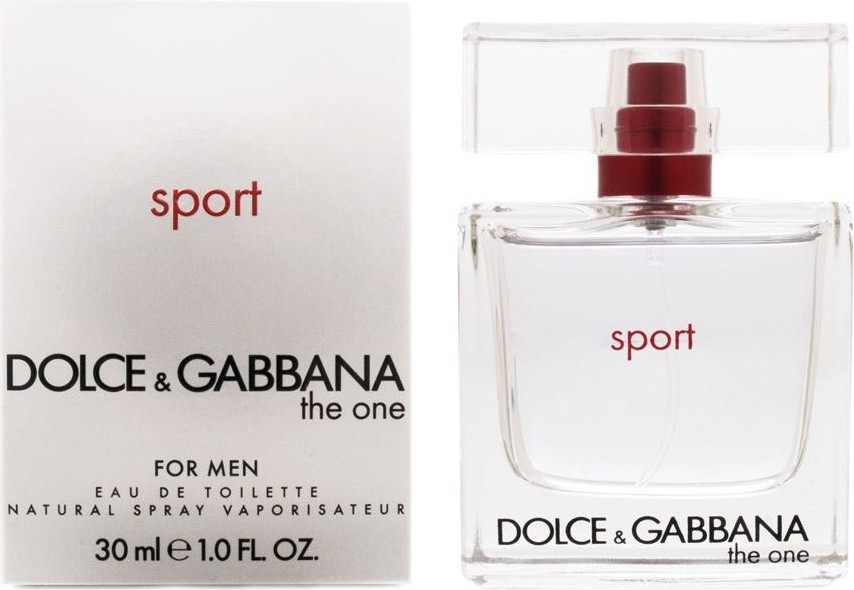 sport
DOLCE & GABBANA
the one
FOR MEN
EAU DE TOILETTE
NATURAL SPRAY VAPORISATEUR
30 ml e 1.0 FL. OZ.
sport
DOLCE & GABBANA
the one